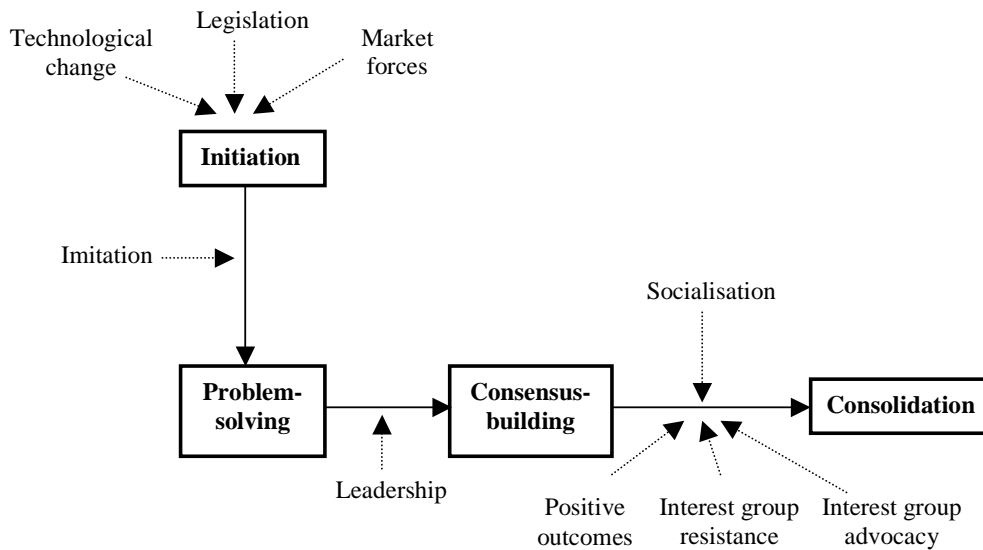 Legislation
Technological
change
Market
forces
Initiation
Imitation
Socialisation
Problem-
solving
Consensus-
building
Consolidation
Leadership
Positive
outcomes
Interest group
resistance
Interest group
advocacy